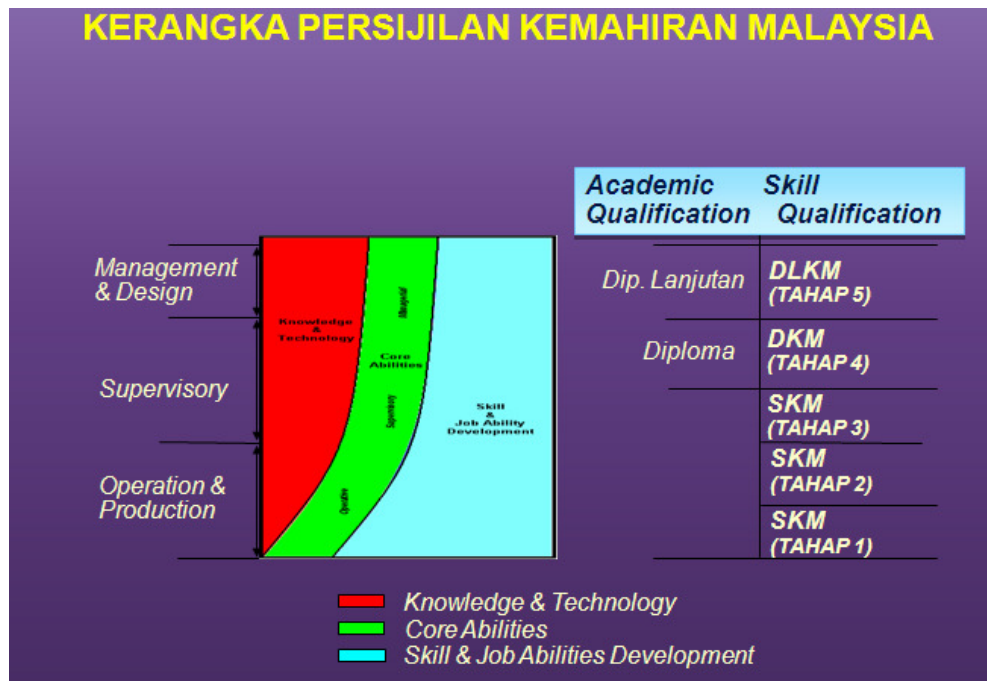 KERANGKA PERSIJILAN KEMAHIRAN MALAYSIA
Academic Qualification
Skill Qualification
Management
& Design
Supervisory
Operation &
Production
Knowledge
&
Technology
Core
Abilities
Managerial
Supervisory
Operative
Skill
&
Job Ability
Development
Dip. Lanjutan
DLKM
(TAHAP 5)
Diploma
DKM
(TAHAP 4)
SKM
(TAHAP 3)
SKM
(TAHAP 2)
SKM
(TAHAP 1)
Knowledge & Technology
Core Abilities
Skill & Job Abilities Development